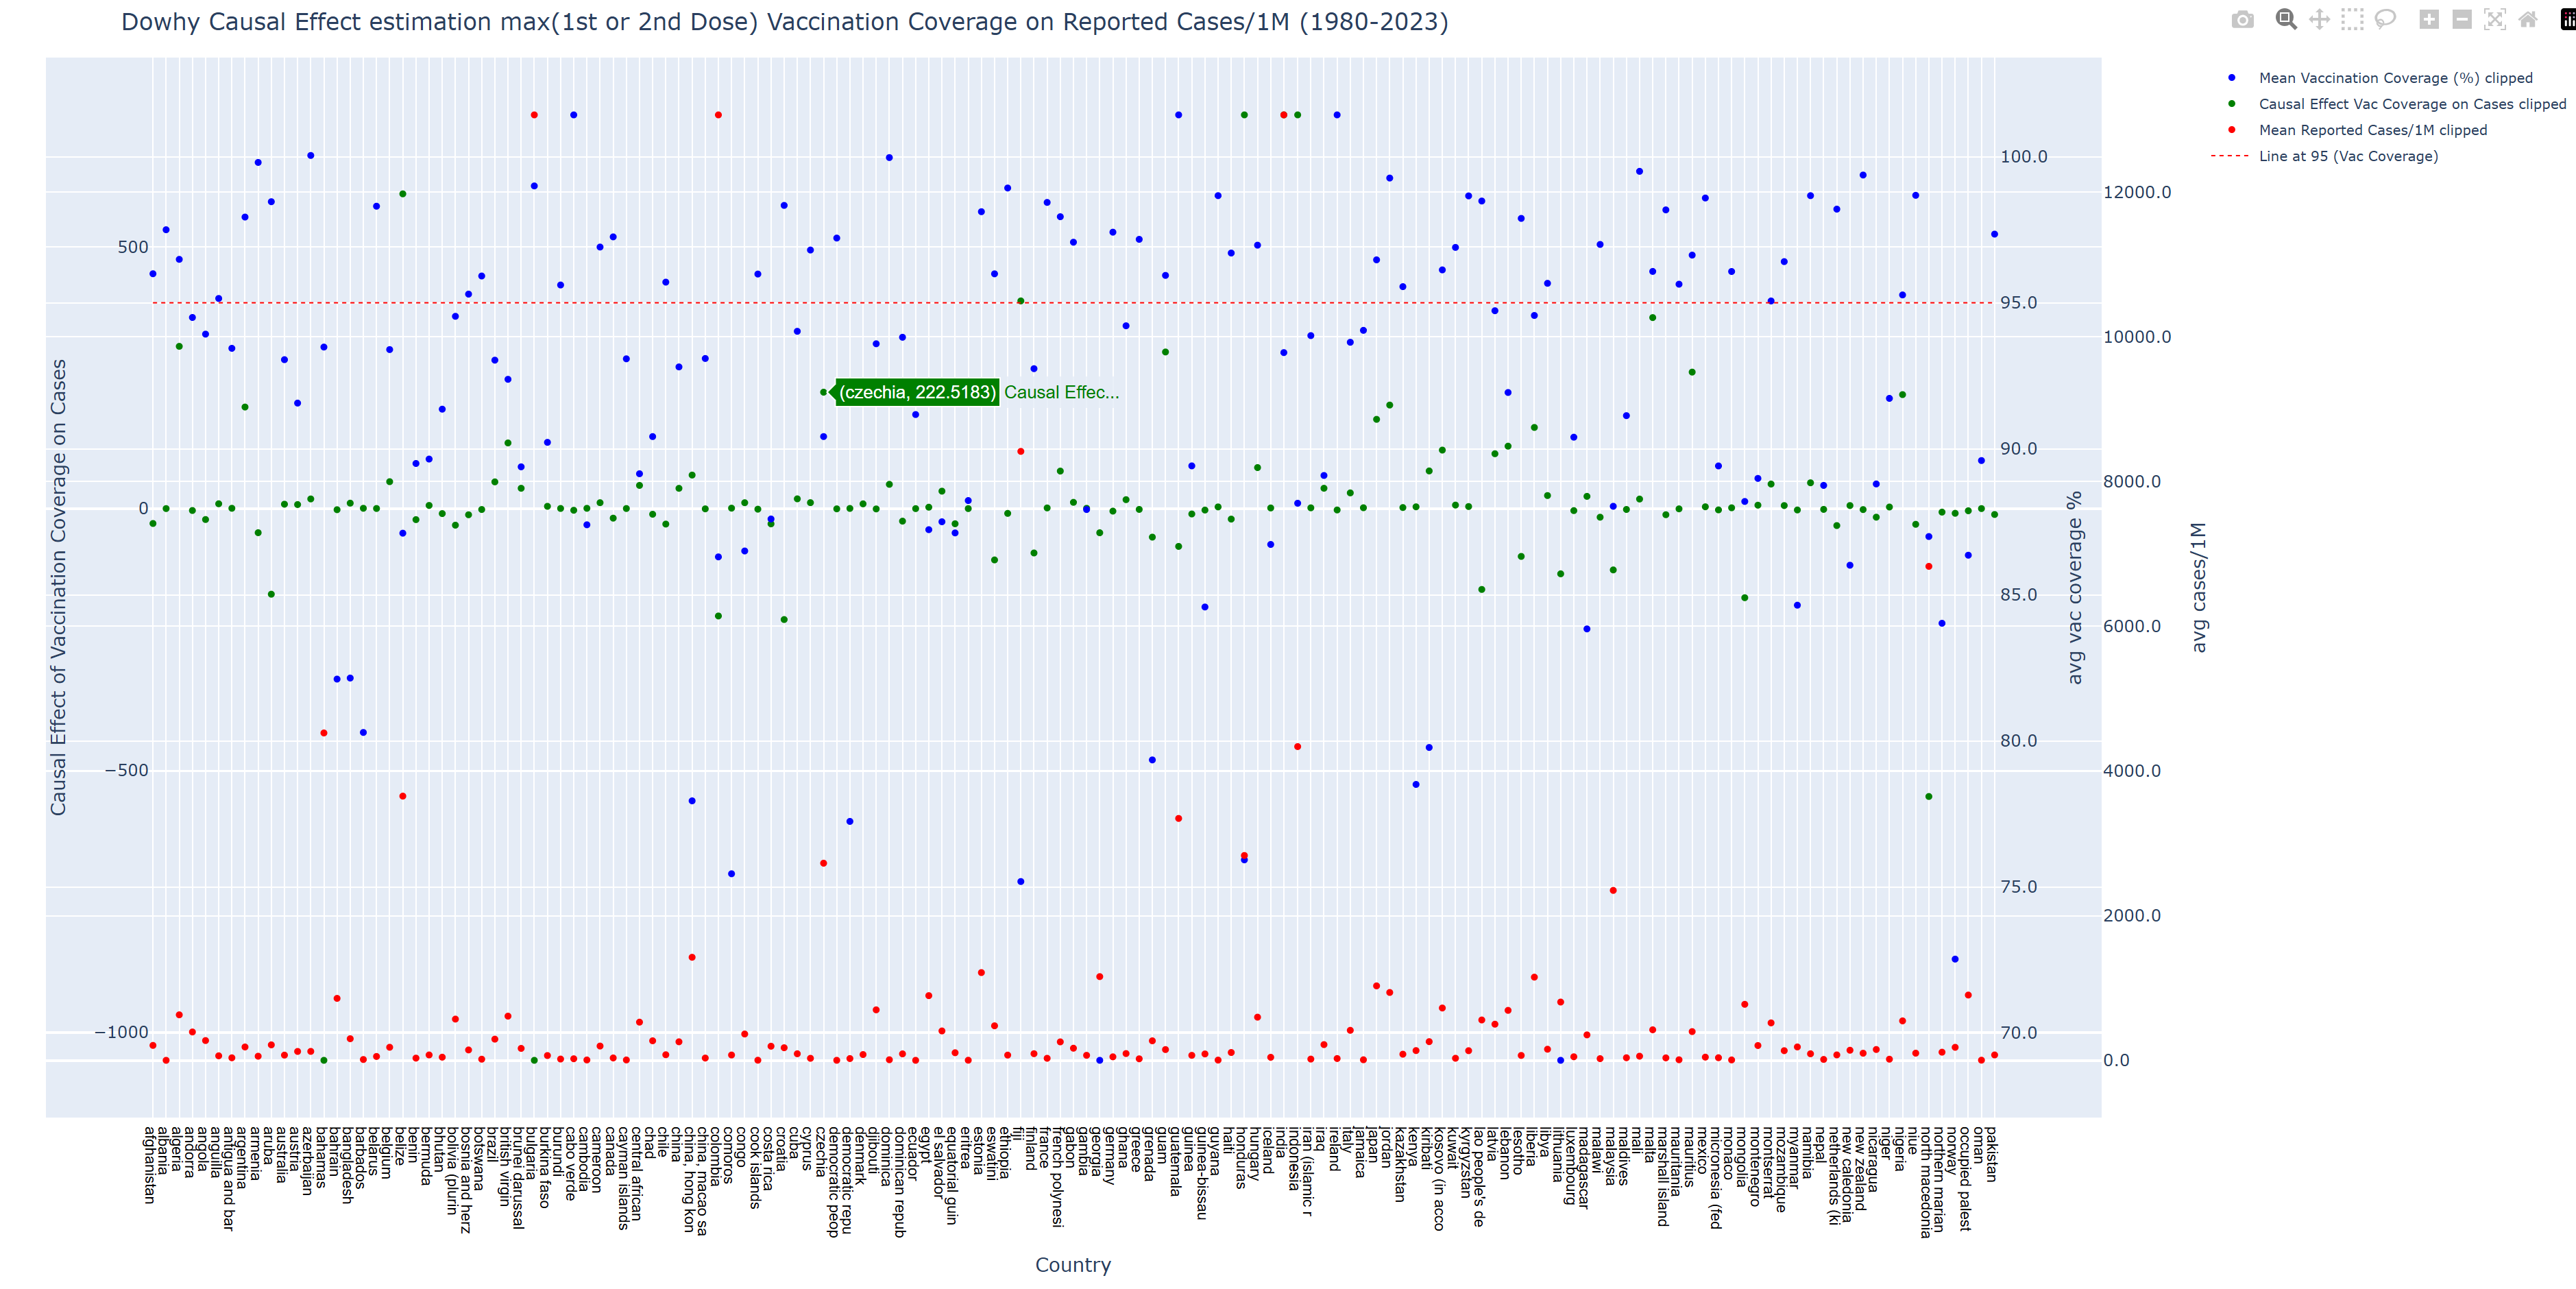 Dowhy Causal Effect estimation max(1st or 2nd Dose) Vaccination Coverage on Reported Cases/1M (1980-2023)
Mean Vaccination Coverage (%) clipped
Causal Effect Vac Coverage on Cases clipped
Mean Reported Cases/1M clipped
Line at 95 (Vac Coverage)
Causal Effect of Vaccination Coverage on Cases
500
0
−500
−1000
(czechia, 222.5183) Causal Effec...
100.0
95.0
90.0
85.0
80.0
75.0
70.0
avg vac coverage %
12000.0
10000.0
8000.0
6000.0
4000.0
2000.0
0.0
avg cases/1M
afghanistan
albania
algeria
andorra
angola
anguilla
antigua and bar
argentina
armenia
aruba
australia
austria
azerbaijan
bahamas
bahrain
bangladesh
barbados
belarus
belgium
belize
benin
bermuda
bhutan
bolivia (plurin
bosnia and herz
botswana
brazil
british virgin
brunei darussal
bulgaria
burkina faso
burundi
cabo verde
cambodia
cameroon
canada
cayman islands
central african
chad
chile
china
china, hong kon
china, macao sa
colombia
comoros
congo
cook islands
costa rica
croatia
cuba
cyprus
czechia
democratic peop
democratic repu
denmark
djibouti
dominica
dominican repub
ecuador
egypt
el salvador
equatorial guin
eritrea
estonia
eswatini
ethiopia
fiji
finland
france
french polynesi
gabon
gambia
georgia
germany
ghana
greece
grenada
guam
guatemala
guinea
guinea-bissau
guyana
haiti
honduras
hungary
iceland
india
indonesia
iran (islamic r
iraq
ireland
italy
jamaica
japan
jordan
kazakhstan
kenya
kiribati
kosovo (in acco
kuwait
kyrgyzstan
lao people's de
latvia
lebanon
lesotho
liberia
libya
lithuania
luxembourg
madagascar
malawi
malaysia
maldives
mali
malta
marshall island
mauritania
mauritius
mexico
micronesia (fed
monaco
mongolia
montenegro
montserrat
mozambique
myanmar
namibia
nepal
netherlands (ki
new caledonia
new zealand
nicaragua
niger
nigeria
niue
north macedonia
northern marian
norway
occupied palest
oman
pakistan
Country